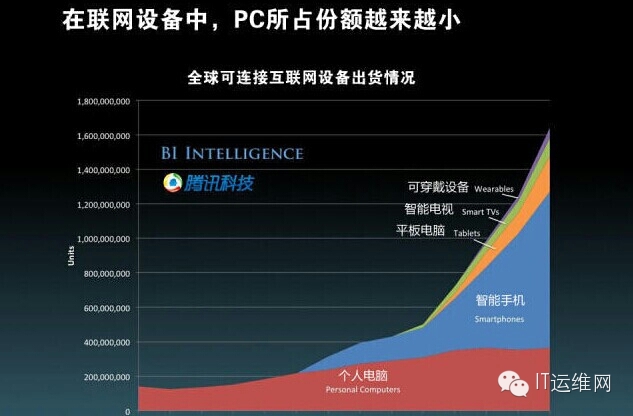 在联网设备中，PC所占份额越来越小
全球可连接互联网设备出货情况
1,800,000,000
1,600,000,000
1,400,000,000
1,200,000,000
1,000,000,000
800,000,000
600,000,000
400,000,000
200,000,000
0
Units
BI INTELLIGENCE
腾讯科技
可穿戴设备 Wearables
智能电视 Smart TVs
平板电脑 Tablets
智能手机
Smartphones
个人电脑
Personal Computers
IT运维网